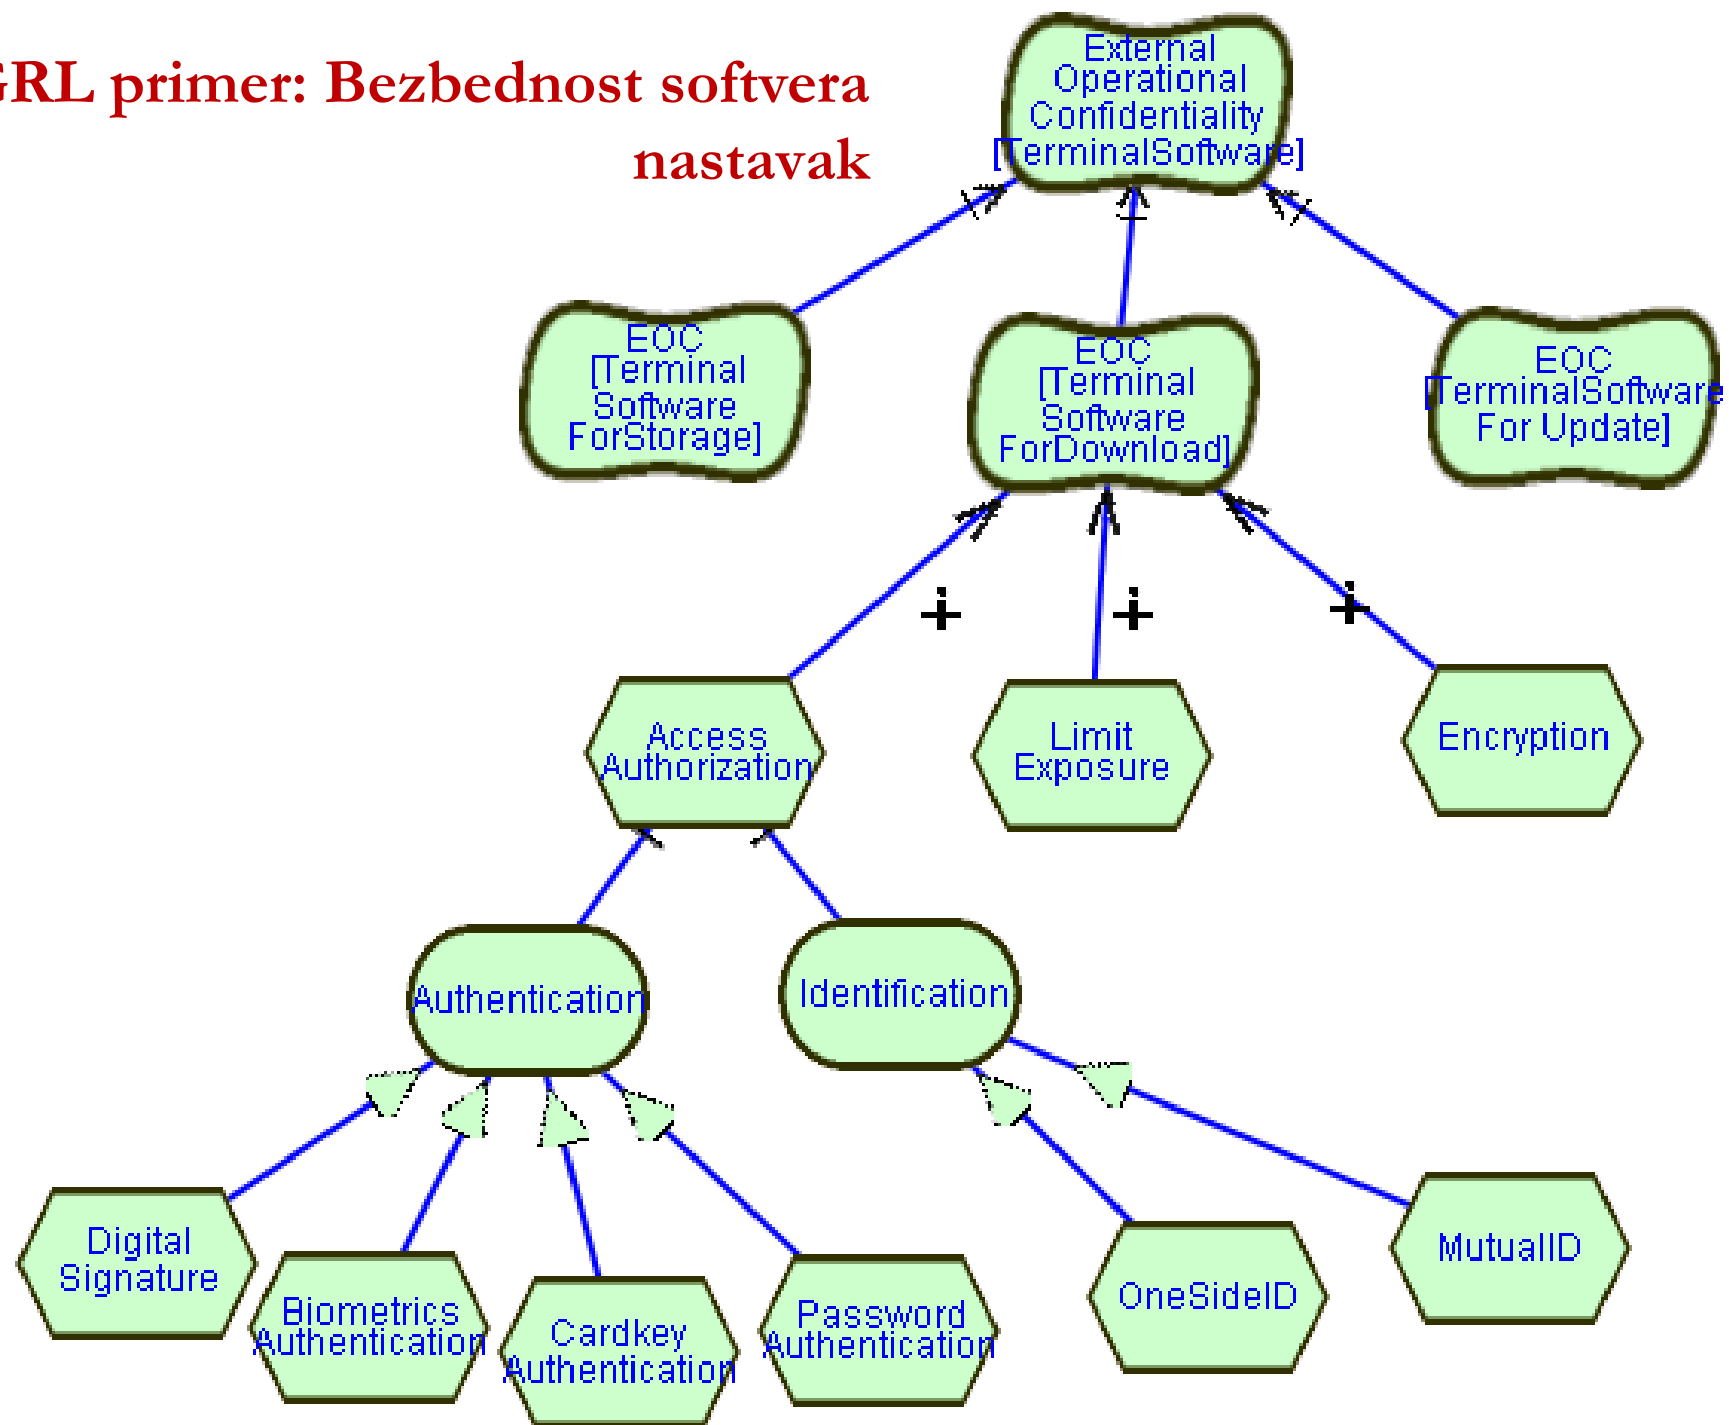 GRL primer: Bezbednost softvera
nastavak
External
Operational
Confidentiality
[TerminalSoftware]
EOC
[Terminal
Software
ForStorage]
EOC
[Terminal
Software
ForDownload]
EOC
[TerminalSoftware
For Update]
Access
Authorization
Limit
Exposure
Encryption
Authentication
Identification
Digital
Signature
Biometrics
Authentication
Cardkey
Authentication
Password
Authentication
OneSideID
MutualID